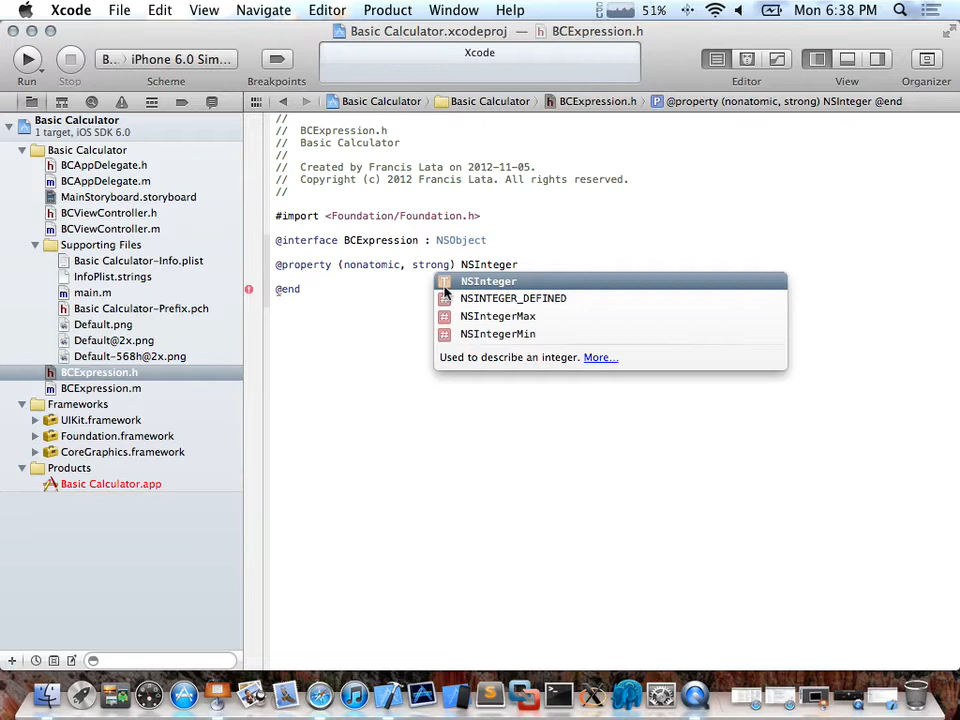 Xcode File Edit View Navigate Editor Product Window Help 51% Mon 6:38 PM
Basic Calculator.xcodeproj — BCExpression.h
B... iPhone 6.0 Sim...
Xcode
Run Stop Scheme Breakpoints Editor View Organizer
Basic Calculator Basic Calculator BCExpression.h @property (nonatomic, strong) NSInteger @end
Basic Calculator
1 target, iOS SDK 6.0
Basic Calculator
BCAppDelegate.h
BCAppDelegate.m
MainStoryboard.storyboard
BCViewController.h
BCViewController.m
Supporting Files
Basic Calculator-Info.plist
InfoPlist.strings
main.m
Basic Calculator-Prefix.pch
Default.png
Default@2x.png
Default-568h@2x.png
BCExpression.h
BCExpression.m
Frameworks
UIKit.framework
Foundation.framework
CoreGraphics.framework
Products
Basic Calculator.app
//
// BCExpression.h
// Basic Calculator
//
// Created by Francis Lata on 2012-11-05.
// Copyright (c) 2012 Francis Lata. All rights reserved.
//
#import <Foundation/Foundation.h>
@interface BCExpression : NSObject
@property (nonatomic, strong) NSInteger
@end
NSInteger
NSINTEGER_DEFINED
NSIntegerMax
NSIntegerMin
Used to describe an integer. More...